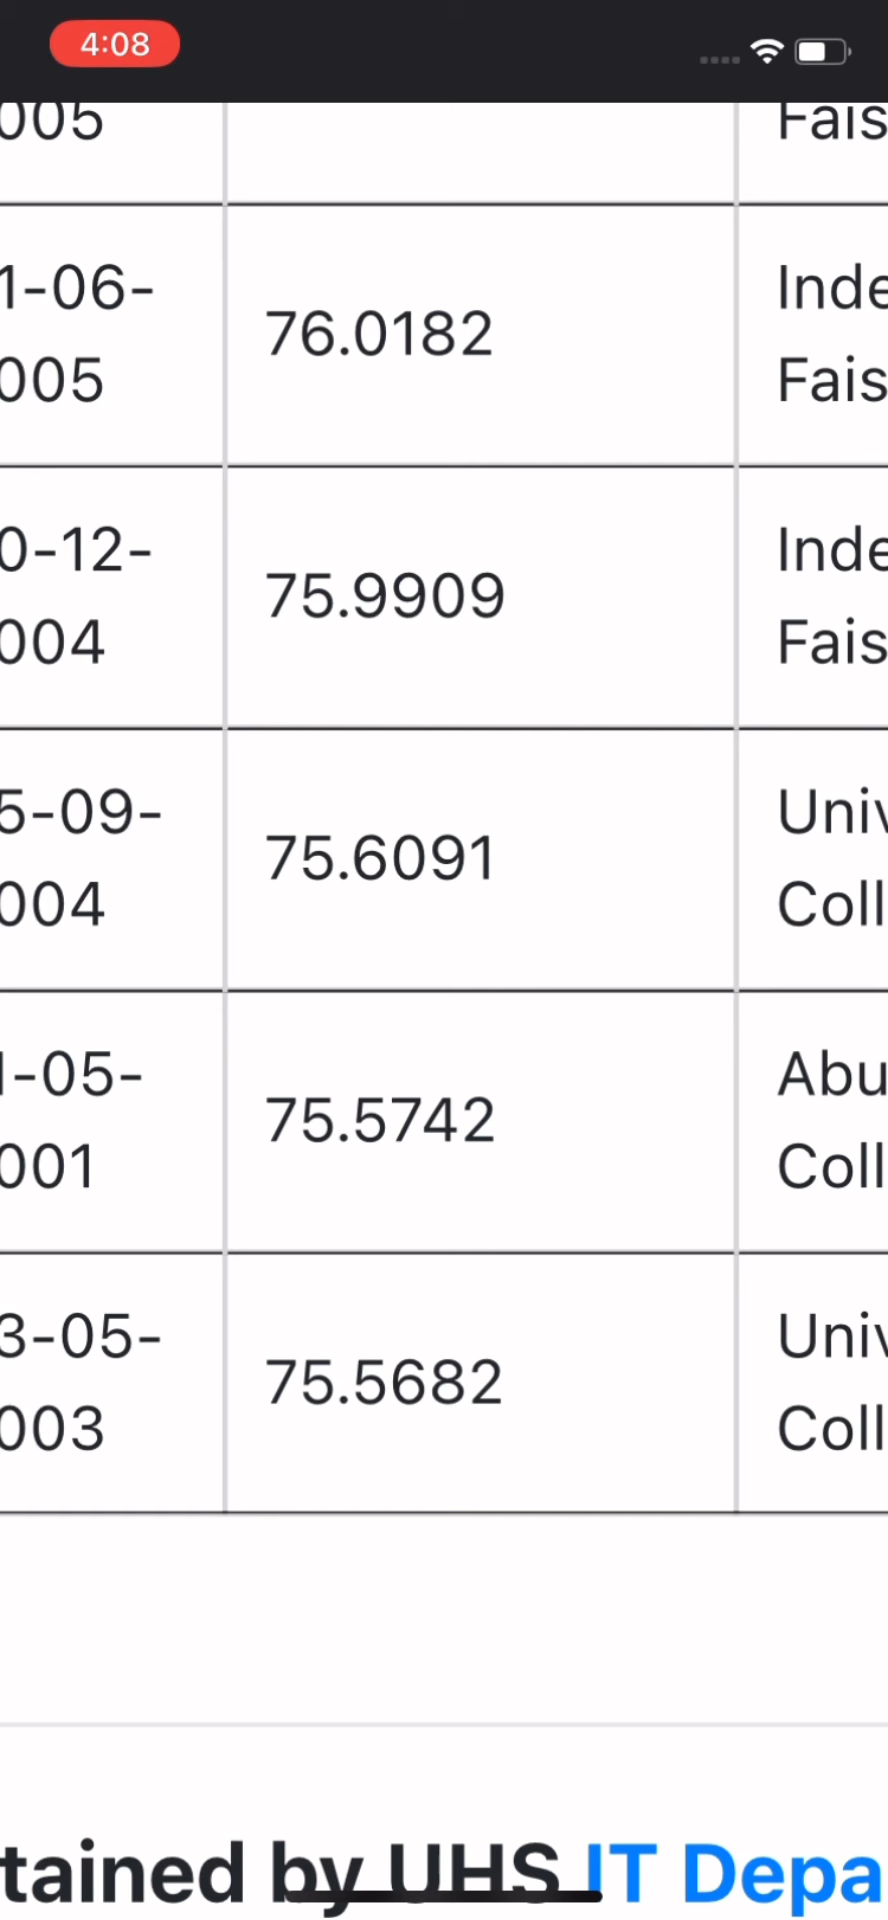 4:08
005 Fais
1-06- Inde
76.0182
005 Fais
0-12- Inde
75.9909
004 Fais
5-09- Univ
75.6091
004 Coll
1-05- Abu
75.5742
001 Coll
3-05- Univ
75.5682
003 Coll
tained by UHS IT Depa